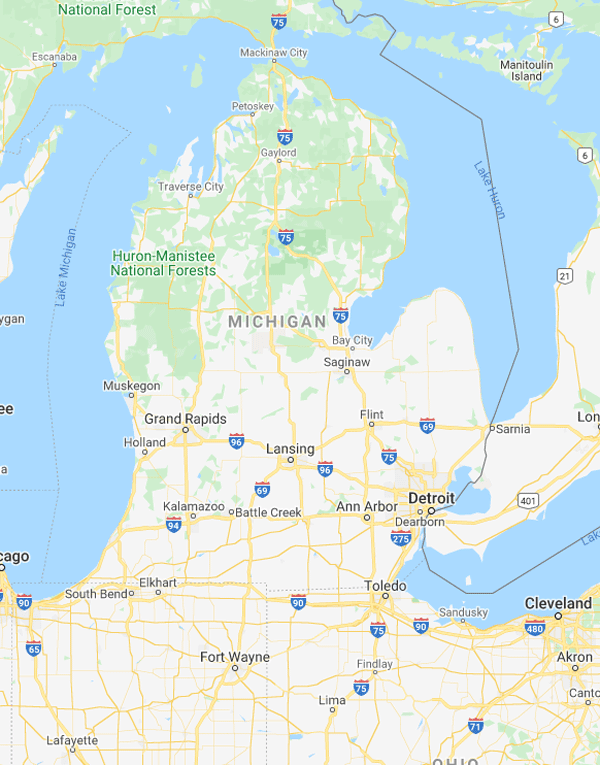 National Forest
75
6
Mackinaw City
Escanaba
Manitoulin
Island
Petoskey
75
Gaylord
6
Traverse City
Lake Huron
75
Lake Michigan
Huron-Manistee
National Forests
21
ygan
MICHIGAN
75
Bay City
Saginaw
Muskegon
ee
Grand Rapids
Flint
69
Sarnia
Lon
Holland
96
Lansing
75
96
a
69
Detroit
401
Kalamazoo
Battle Creek
Ann Arbor
94
Dearborn
275
Lak
cago
Elkhart
Toledo
South Bend
90
90
Sandusky
Cleveland
75
90
480
65
Fort Wayne
Findlay
Akron
75
Lima
Canto
71
Lafayette
OHIO